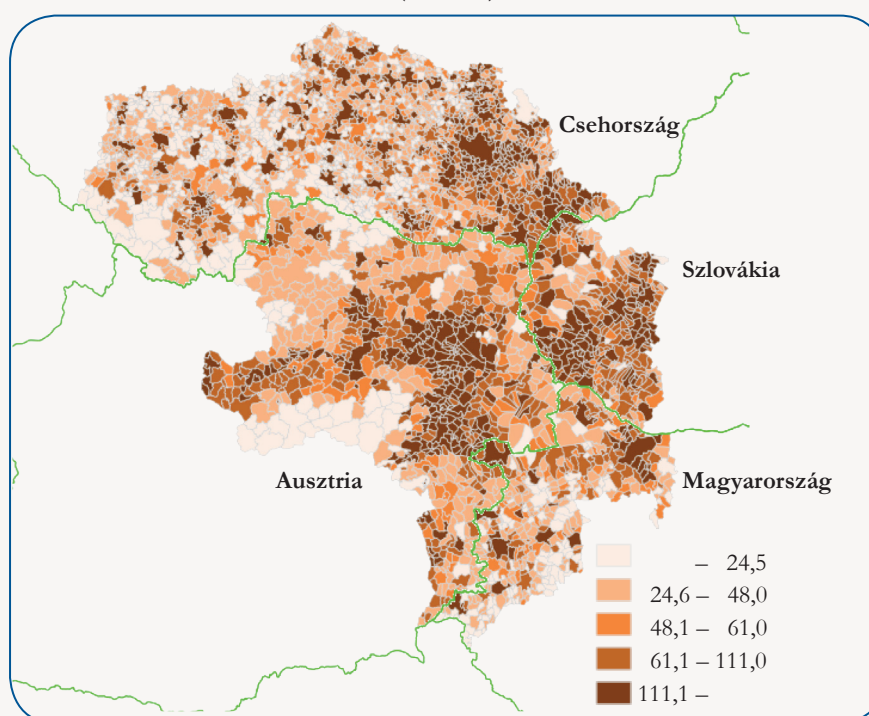 Csehország
Szlovákia
Ausztria
Magyarország
– 24,5
24,6 – 48,0
48,1 – 61,0
61,1 – 111,0
111,1 –